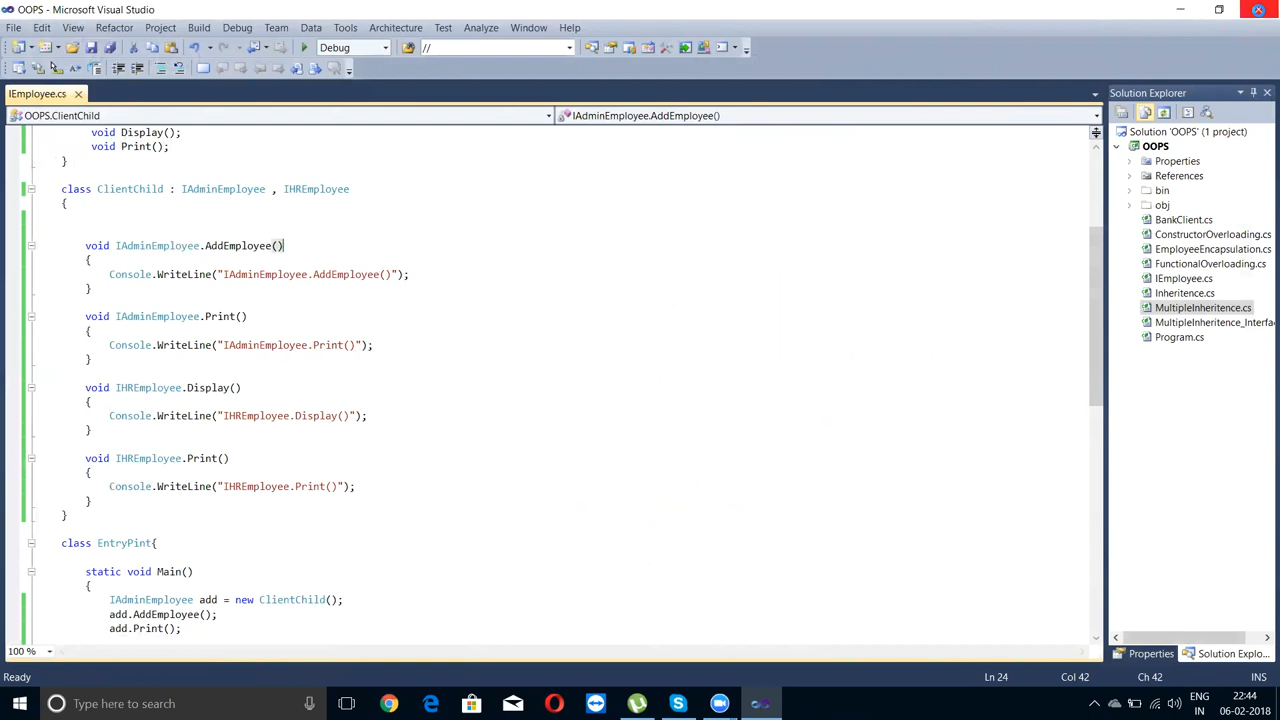 OOPS - Microsoft Visual Studio
File Edit View Refactor Project Build Debug Team Data Tools Architecture Test Analyze Window Help
Debug //
IEmployee.cs
OOPS.ClientChild IAdminEmployee.AddEmployee()
void Display();
void Print();
}
class ClientChild : IAdminEmployee , IHREmployee
{
void IAdminEmployee.AddEmployee()
{
Console.WriteLine("IAdminEmployee.AddEmployee()");
}
void IAdminEmployee.Print()
{
Console.WriteLine("IAdminEmployee.Print()");
}
void IHREmployee.Display()
{
Console.WriteLine("IHREmployee.Display()");
}
void IHREmployee.Print()
{
Console.WriteLine("IHREmployee.Print()");
}
}
class EntryPint{
static void Main()
{
IAdminEmployee add = new ClientChild();
add.AddEmployee();
add.Print();
100 %
Solution Explorer
Solution 'OOPS' (1 project)
OOPS
Properties
References
bin
obj
BankClient.cs
ConstructorOverloading.cs
EmployeeEncapsulation.cs
FunctionalOverloading.cs
IEmployee.cs
Inheritence.cs
MultipleInheritence.cs
MultipleInheritence_Interfa
Program.cs
Properties Solution Explo...
Ready Ln 24 Col 42 Ch 42 INS
Type here to search
ENG 22:44
IN 06-02-2018